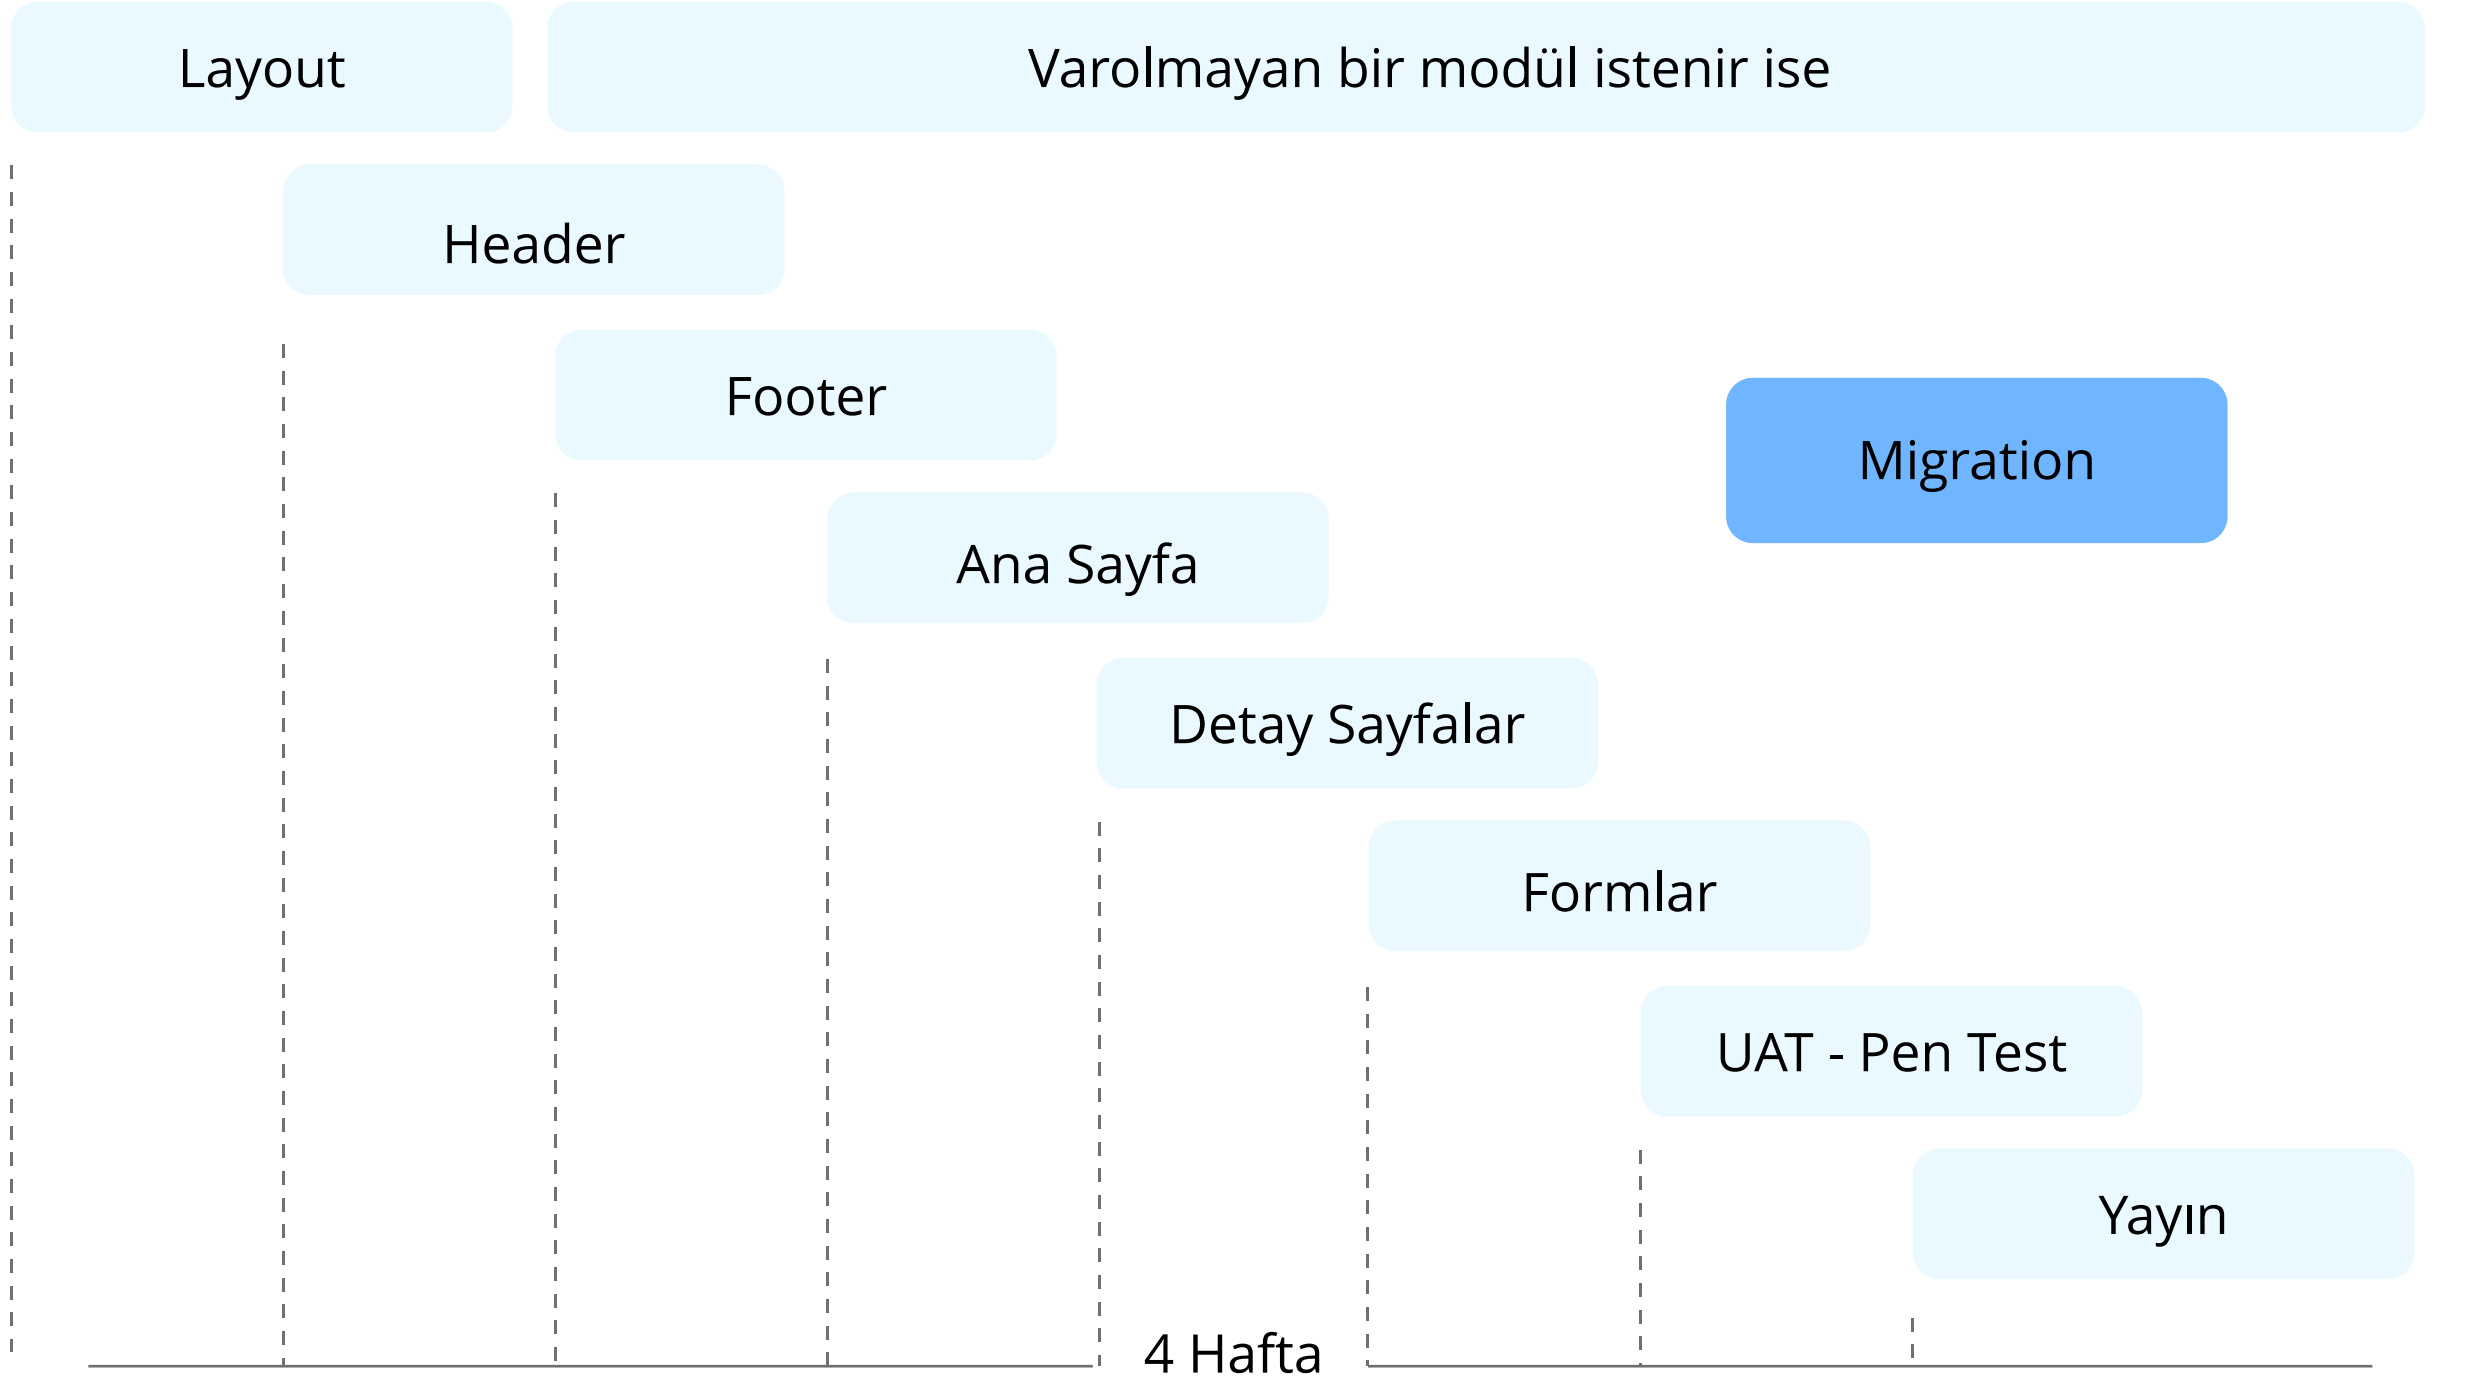 Layout
Varolmayan bir modül istenir ise
Header
Footer
Migration
Ana Sayfa
Detay Sayfalar
Formlar
UAT - Pen Test
Yayın
4 Hafta